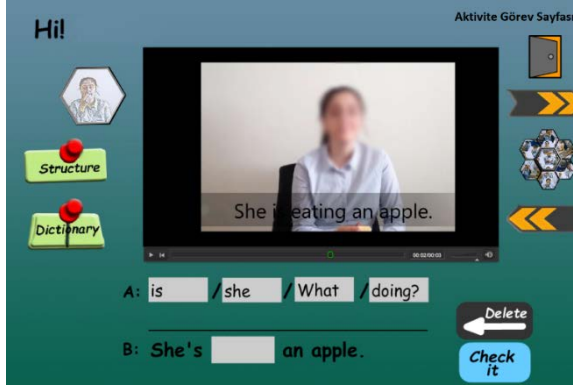 Aktivite Görev Sayfası
Hi!
Structure
Dictionary
She is eating an apple.
00:02/00:03
A: is / she / What / doing?
B: She's an apple.
Delete
Check it